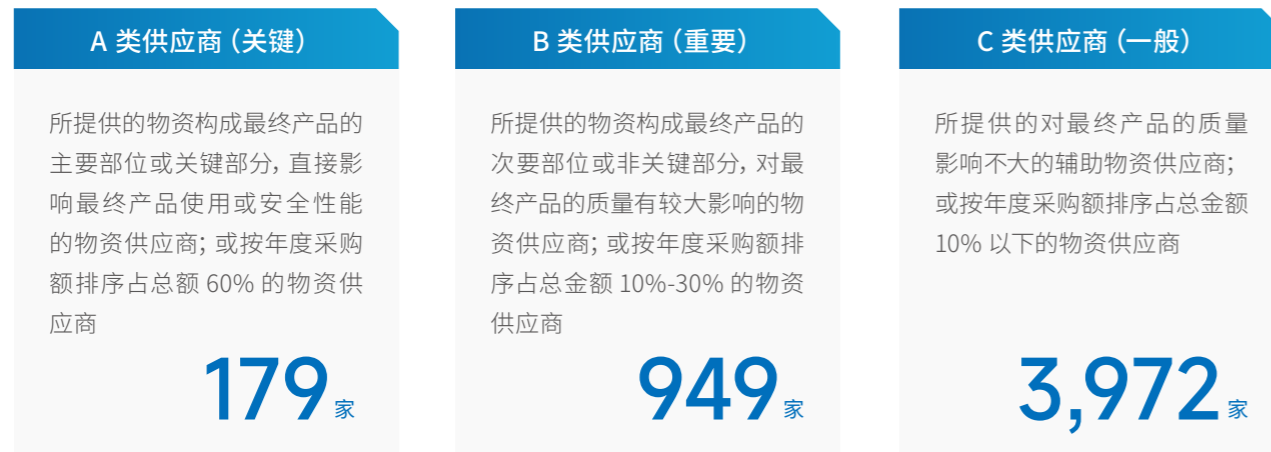 A 类供应商（关键）
所提供的物资构成最终产品的
主要部位或关键部分，直接影
响最终产品使用或安全性能
的物资供应商；或按年度采购
额排序占总额 60% 的物资供
应商
179 家
B 类供应商（重要）
所提供的物资构成最终产品的
次要部位或非关键部分，对最
终产品的质量有较大影响的物
资供应商；或按年度采购额排
序占总金额 10%-30% 的物资
供应商
949 家
C 类供应商（一般）
所提供的对最终产品的质量
影响不大的辅助物资供应商；
或按年度采购额排序占总金额
10% 以下的物资供应商
3,972 家